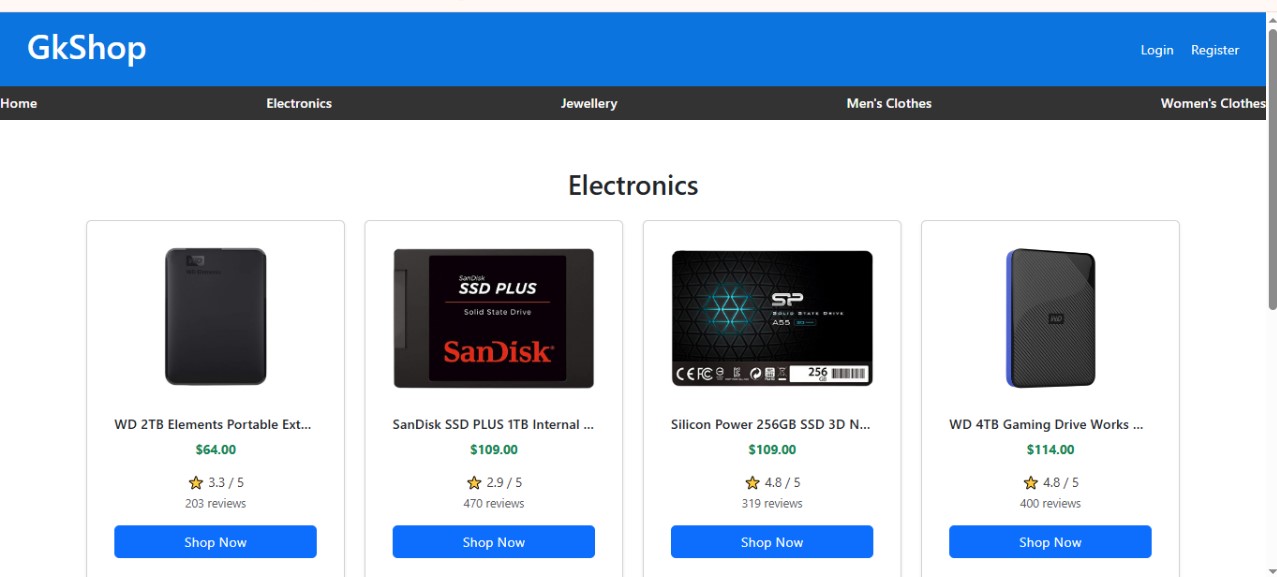 GkShop
Login Register
Home Electronics Jewellery Men's Clothes Women's Clothes
Electronics
SanDisk
SSD PLUS
Solid State Drive
SanDisk
SP
SOLID STATE DRIVE
A55
256
GB
WD
WD 2TB Elements Portable Ext... SanDisk SSD PLUS 1TB Internal ... Silicon Power 256GB SSD 3D N... WD 4TB Gaming Drive Works ...
$64.00 $109.00 $109.00 $114.00
3.3 / 5 2.9 / 5 4.8 / 5 4.8 / 5
203 reviews 470 reviews 319 reviews 400 reviews
Shop Now Shop Now Shop Now Shop Now